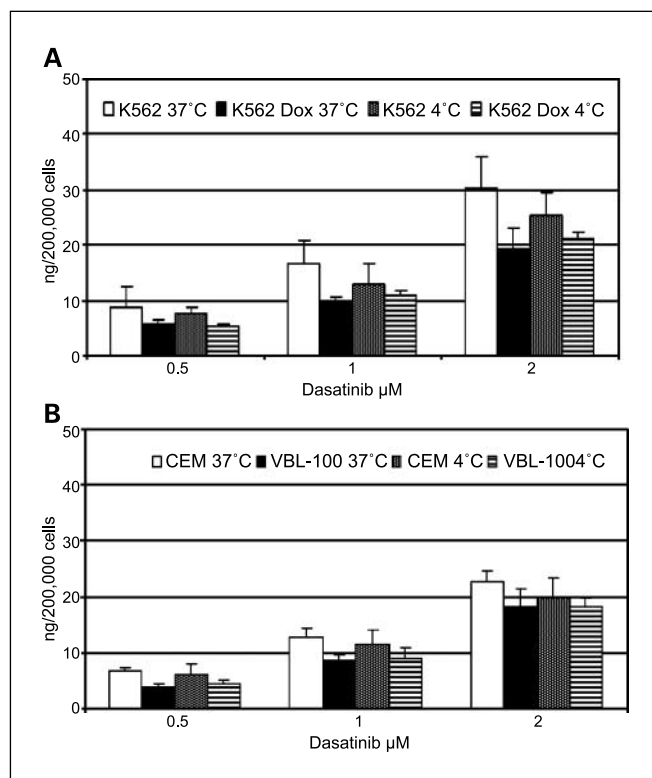 A
50
K562 37°C K562 Dox 37°C K562 4°C K562 Dox 4°C
40
30
20
10
0
ng/200,000 cells
0.5 1 2
Dasatinib µM
B
50
CEM 37°C VBL-100 37°C CEM 4°C VBL-1004°C
40
30
20
10
0
ng/200,000 cells
0.5 1 2
Dasatinib µM